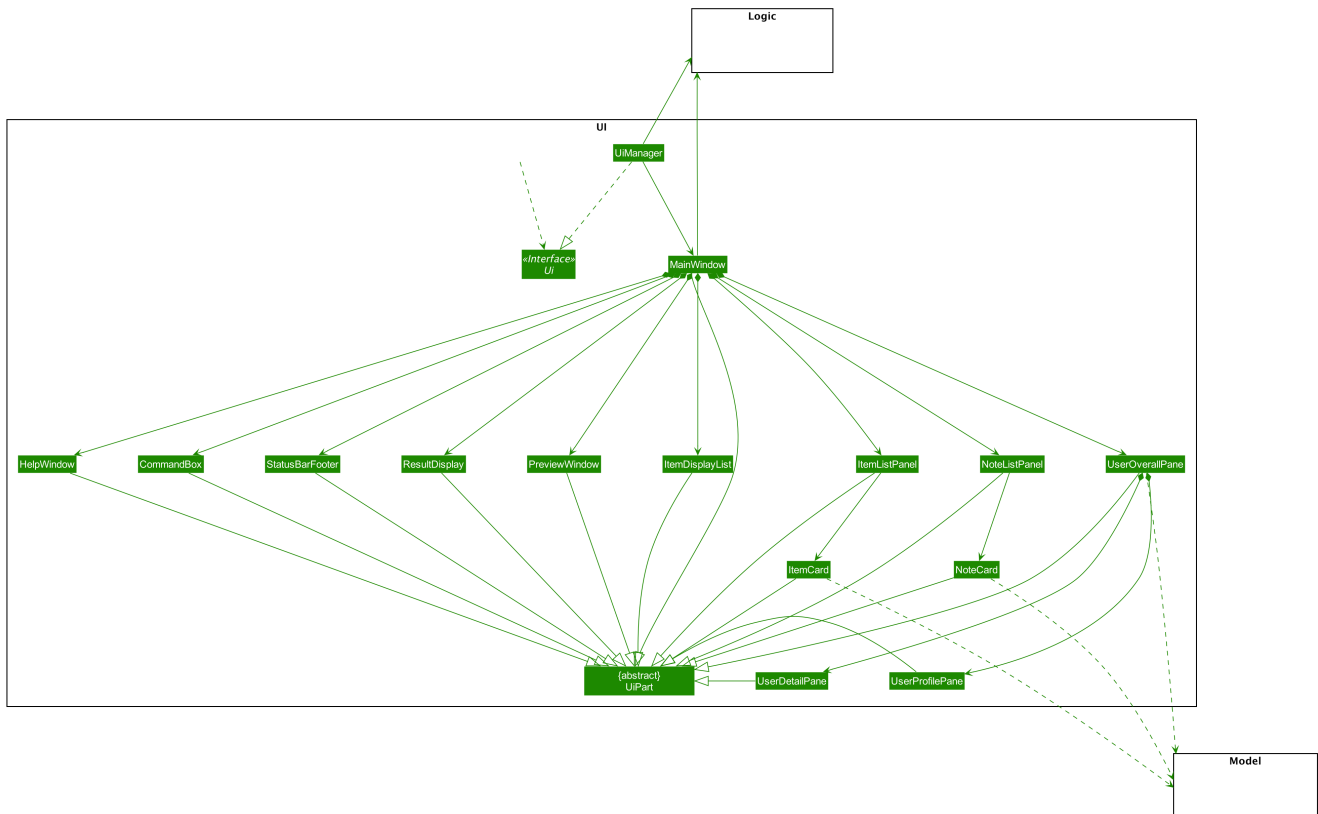 Logic
UI
UiManager
«Interface»
Ui
MainWindow
HelpWindow
CommandBox
StatusBarFooter
ResultDisplay
PreviewWindow
ItemDisplayList
ItemListPanel
NoteListPanel
UserOverallPane
ItemCard
NoteCard
{abstract}
UiPart
UserDetailPane
UserProfilePane
Model